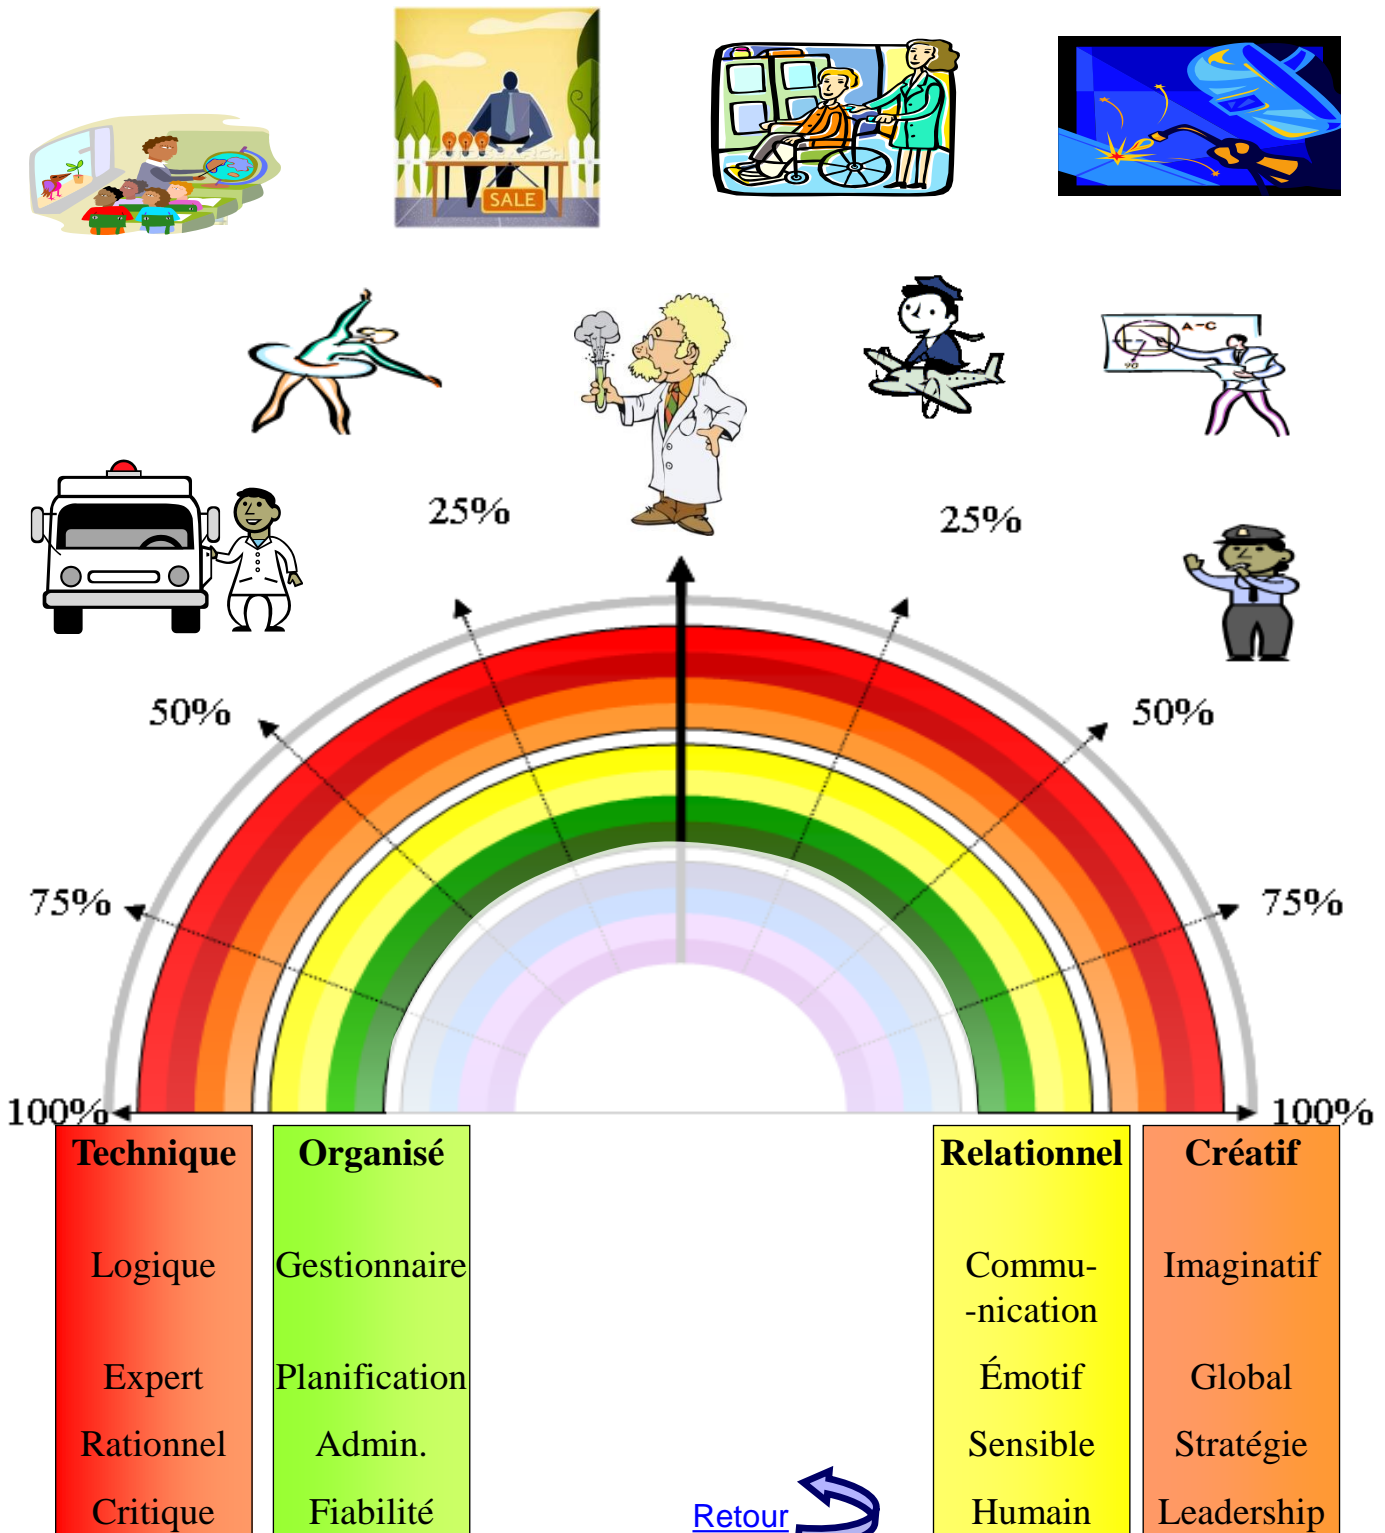 SALE
A-C
25%
25%
50%
50%
75%
75%
100%
100%
Technique
Logique
Expert
Rationnel
Critique
Organisé
Gestionnaire
Planification
Admin.
Fiabilité
Relationnel
Commu-
-nication
Émotif
Sensible
Humain
Créatif
Imaginatif
Global
Stratégie
Leadership
Retour